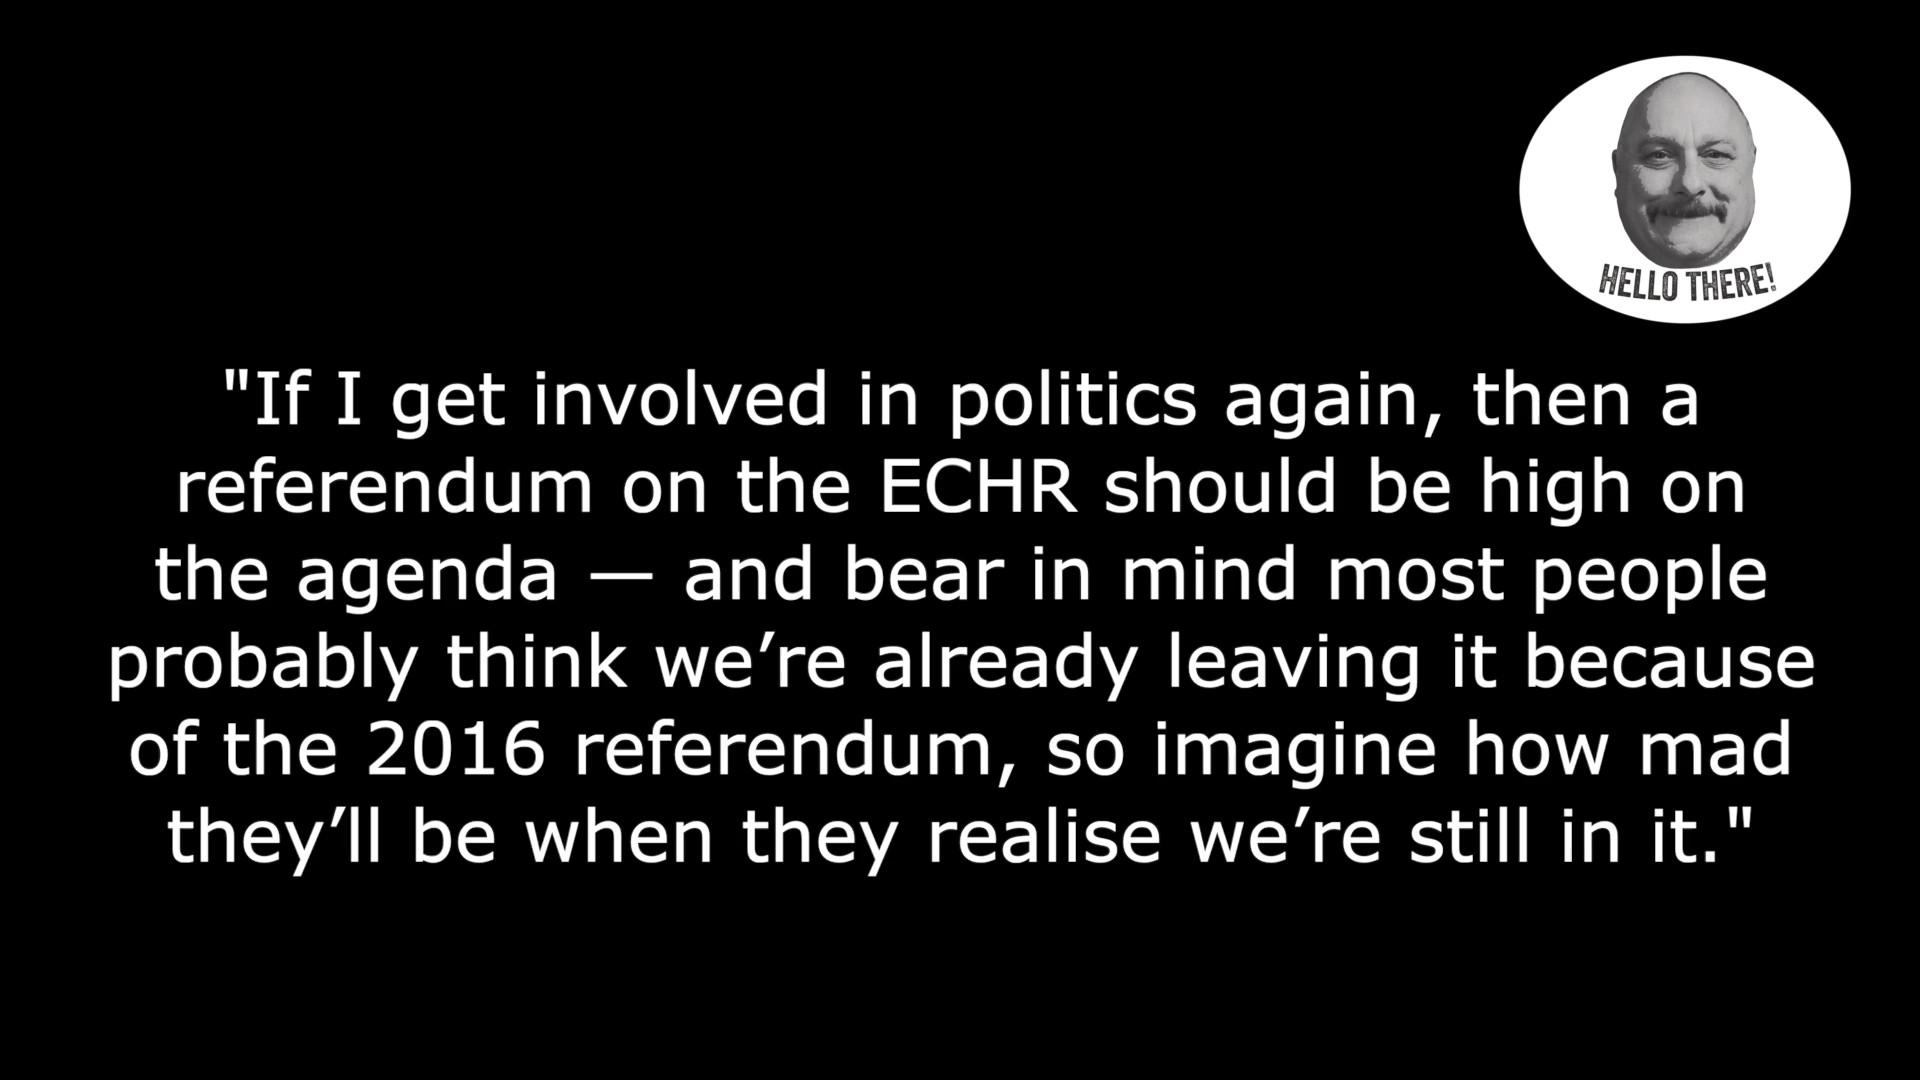 HELLO THERE!
"If I get involved in politics again, then a
referendum on the ECHR should be high on
the agenda — and bear in mind most people
probably think we’re already leaving it because
of the 2016 referendum, so imagine how mad
they’ll be when they realise we’re still in it."